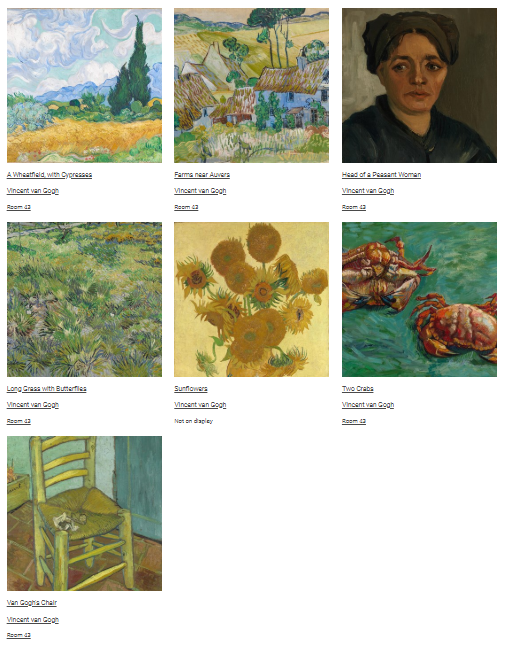 A Wheatfield, with Cypresses
Vincent van Gogh
Room 43
Farms near Auvers
Vincent van Gogh
Room 43
Head of a Peasant Woman
Vincent van Gogh
Room 43
Long Grass with Butterflies
Vincent van Gogh
Room 43
Sunflowers
Vincent van Gogh
Not on display
Two Crabs
Vincent van Gogh
Room 43
Van Gogh's Chair
Vincent van Gogh
Room 43